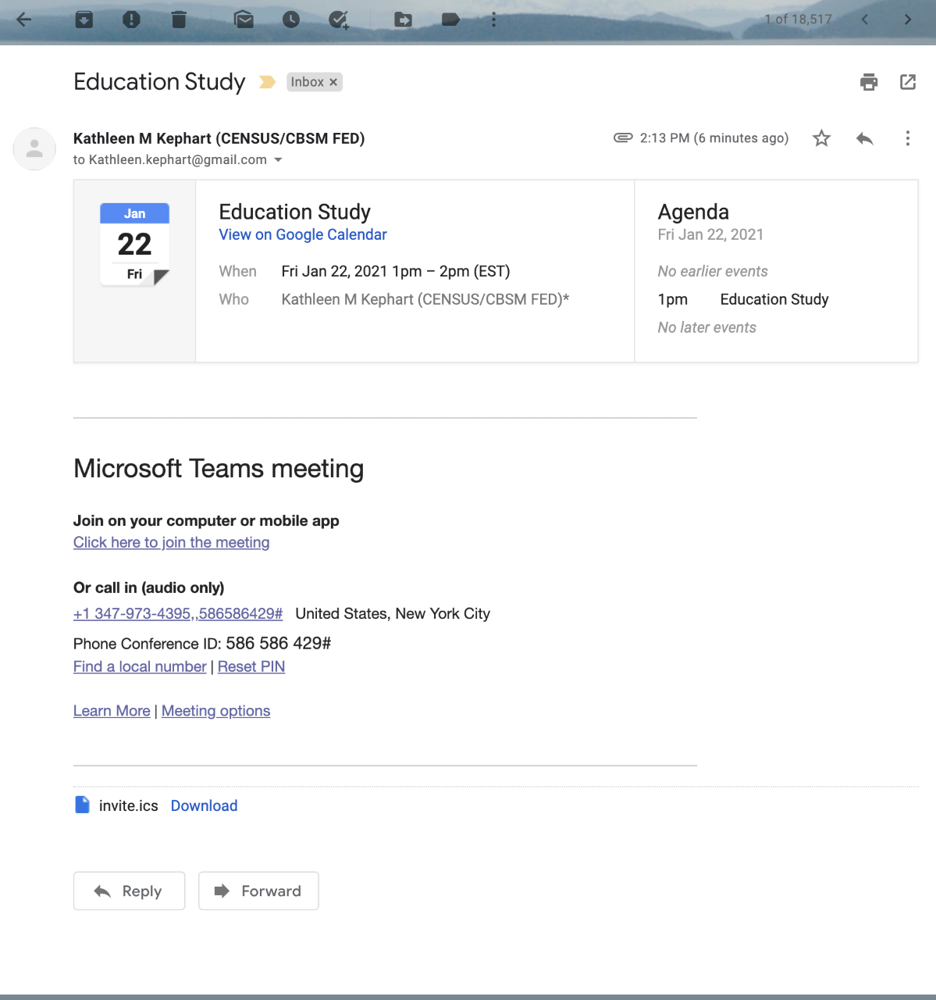 1 of 18,517
Education Study Inbox ×
Kathleen M Kephart (CENSUS/CBSM FED) 2:13 PM (6 minutes ago)
to Kathleen.kephart@gmail.com
Jan
22
Fri
Education Study
View on Google Calendar
When Fri Jan 22, 2021 1pm – 2pm (EST)
Who Kathleen M Kephart (CENSUS/CBSM FED)*
Agenda
Fri Jan 22, 2021
No earlier events
1pm Education Study
No later events
Microsoft Teams meeting
Join on your computer or mobile app
Click here to join the meeting
Or call in (audio only)
+1 347-973-4395,,586586429# United States, New York City
Phone Conference ID: 586 586 429#
Find a local number | Reset PIN
Learn More | Meeting options
invite.ics Download
Reply Forward